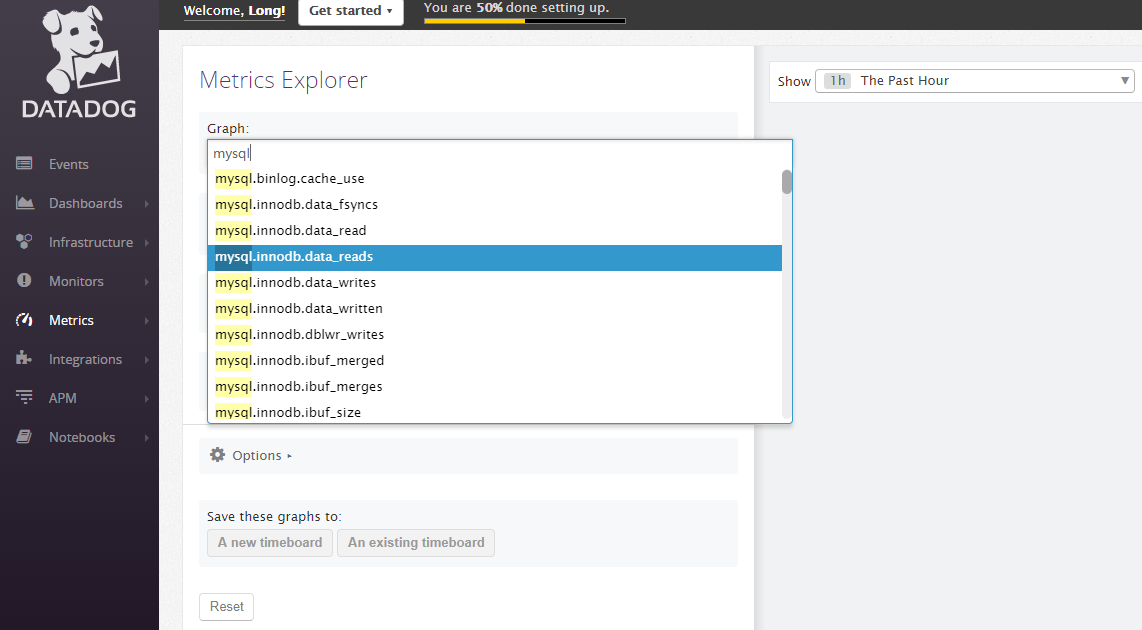 Welcome, Long!
Get started
You are 50% done setting up.
DATADOG
Events
Dashboards
Infrastructure
Monitors
Metrics
Integrations
APM
Notebooks
Metrics Explorer
Graph:
mysql
mysql.binlog.cache_use
mysql.innodb.data_fsyncs
mysql.innodb.data_read
mysql.innodb.data_reads
mysql.innodb.data_writes
mysql.innodb.data_written
mysql.innodb.dblwr_writes
mysql.innodb.ibuf_merged
mysql.innodb.ibuf_merges
mysql.innodb.ibuf_size
Options
Save these graphs to:
A new timeboard An existing timeboard
Reset
Show 1h The Past Hour